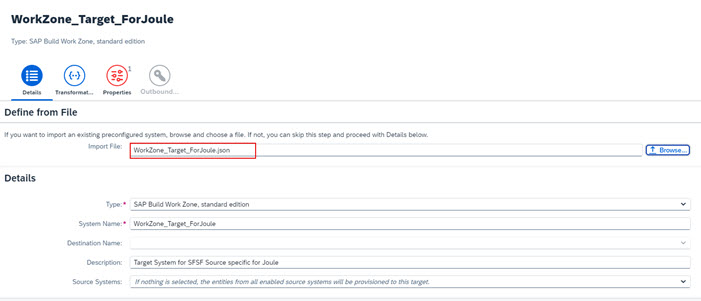 WorkZone_Target_ForJoule
Type: SAP Build Work Zone, standard edition
1
Details
Transformat...
Properties
Outbound...
Define from File
If you want to import an existing preconfigured system, browse and choose a file. If not, you can skip this step and proceed with Details below.
Import File: WorkZone_Target_ForJoule.json Browse...
Details
Type:* SAP Build Work Zone, standard edition
System Name:* WorkZone_Target_ForJoule
Destination Name:
Description: Target System for SFSF Source specific for Joule
Source Systems: If nothing is selected, the entities from all enabled source systems will be provisioned to this target.